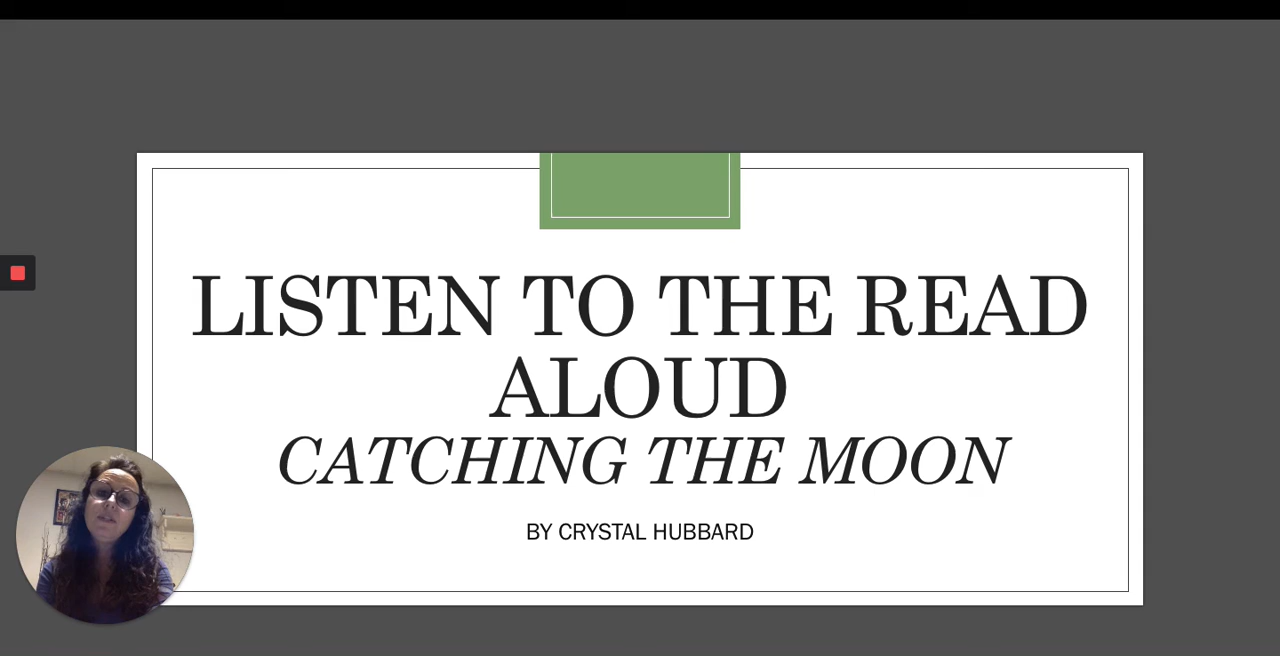 LISTEN TO THE READ
ALOUD
CATCHING THE MOON
BY CRYSTAL HUBBARD